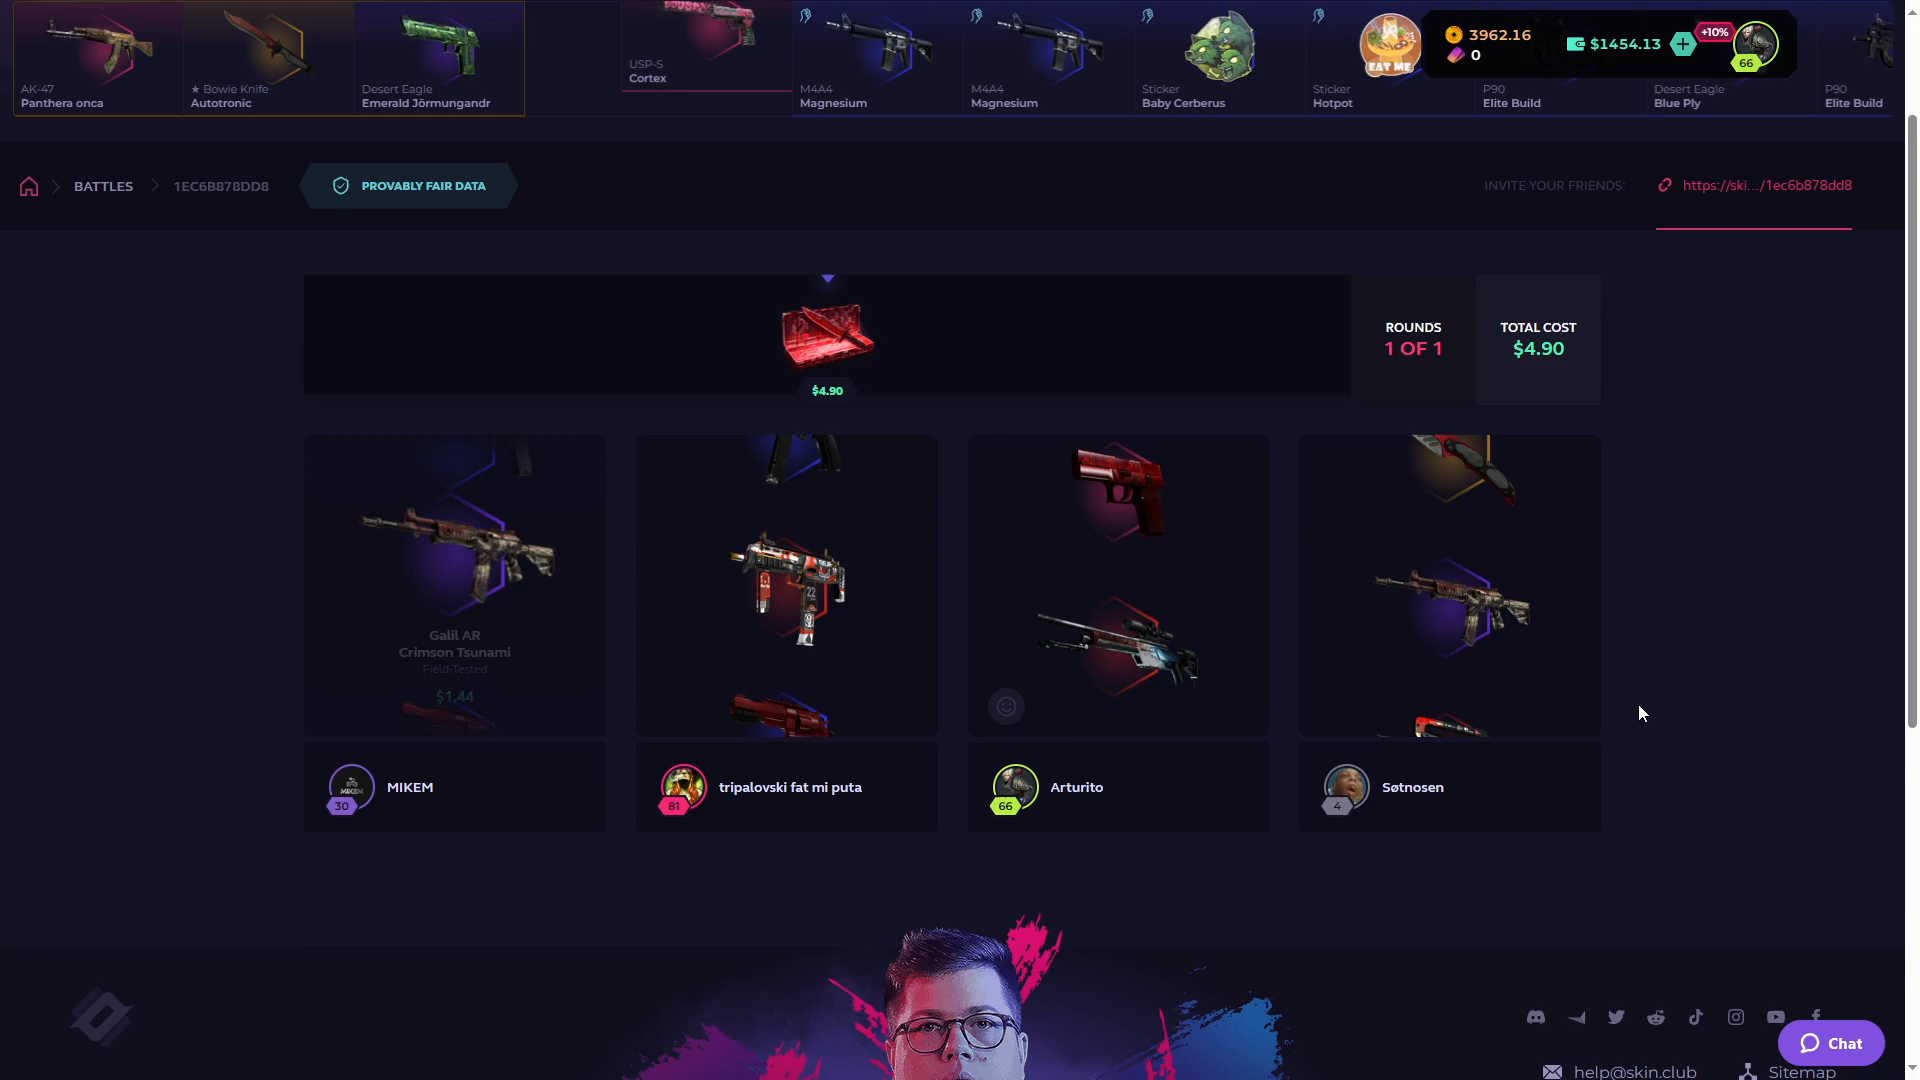 AK-47
Panthera onca
★ Bowie Knife
Autotronic
Desert Eagle
Emerald Jörmungandr
USP-S
Cortex
M4A4
Magnesium
M4A4
Magnesium
Sticker
Baby Cerberus
EAT ME
Sticker
Hotpot
3962.16
0
$1454.13
+10%
66
P90
Elite Build
Desert Eagle
Blue Ply
P90
Elite Build
BATTLES
1EC6B878DD8
PROVABLY FAIR DATA
INVITE YOUR FRIENDS:
https://ski.../1ec6b878dd8
$4.90
ROUNDS
1 OF 1
TOTAL COST
$4.90
Galil AR
Crimson Tsunami
Field-Tested
$1.44
22
30
MIKEM
81
tripalovski fat mi puta
66
Arturito
4
Søtnosen
Chat
help@skin.club
Sitemap